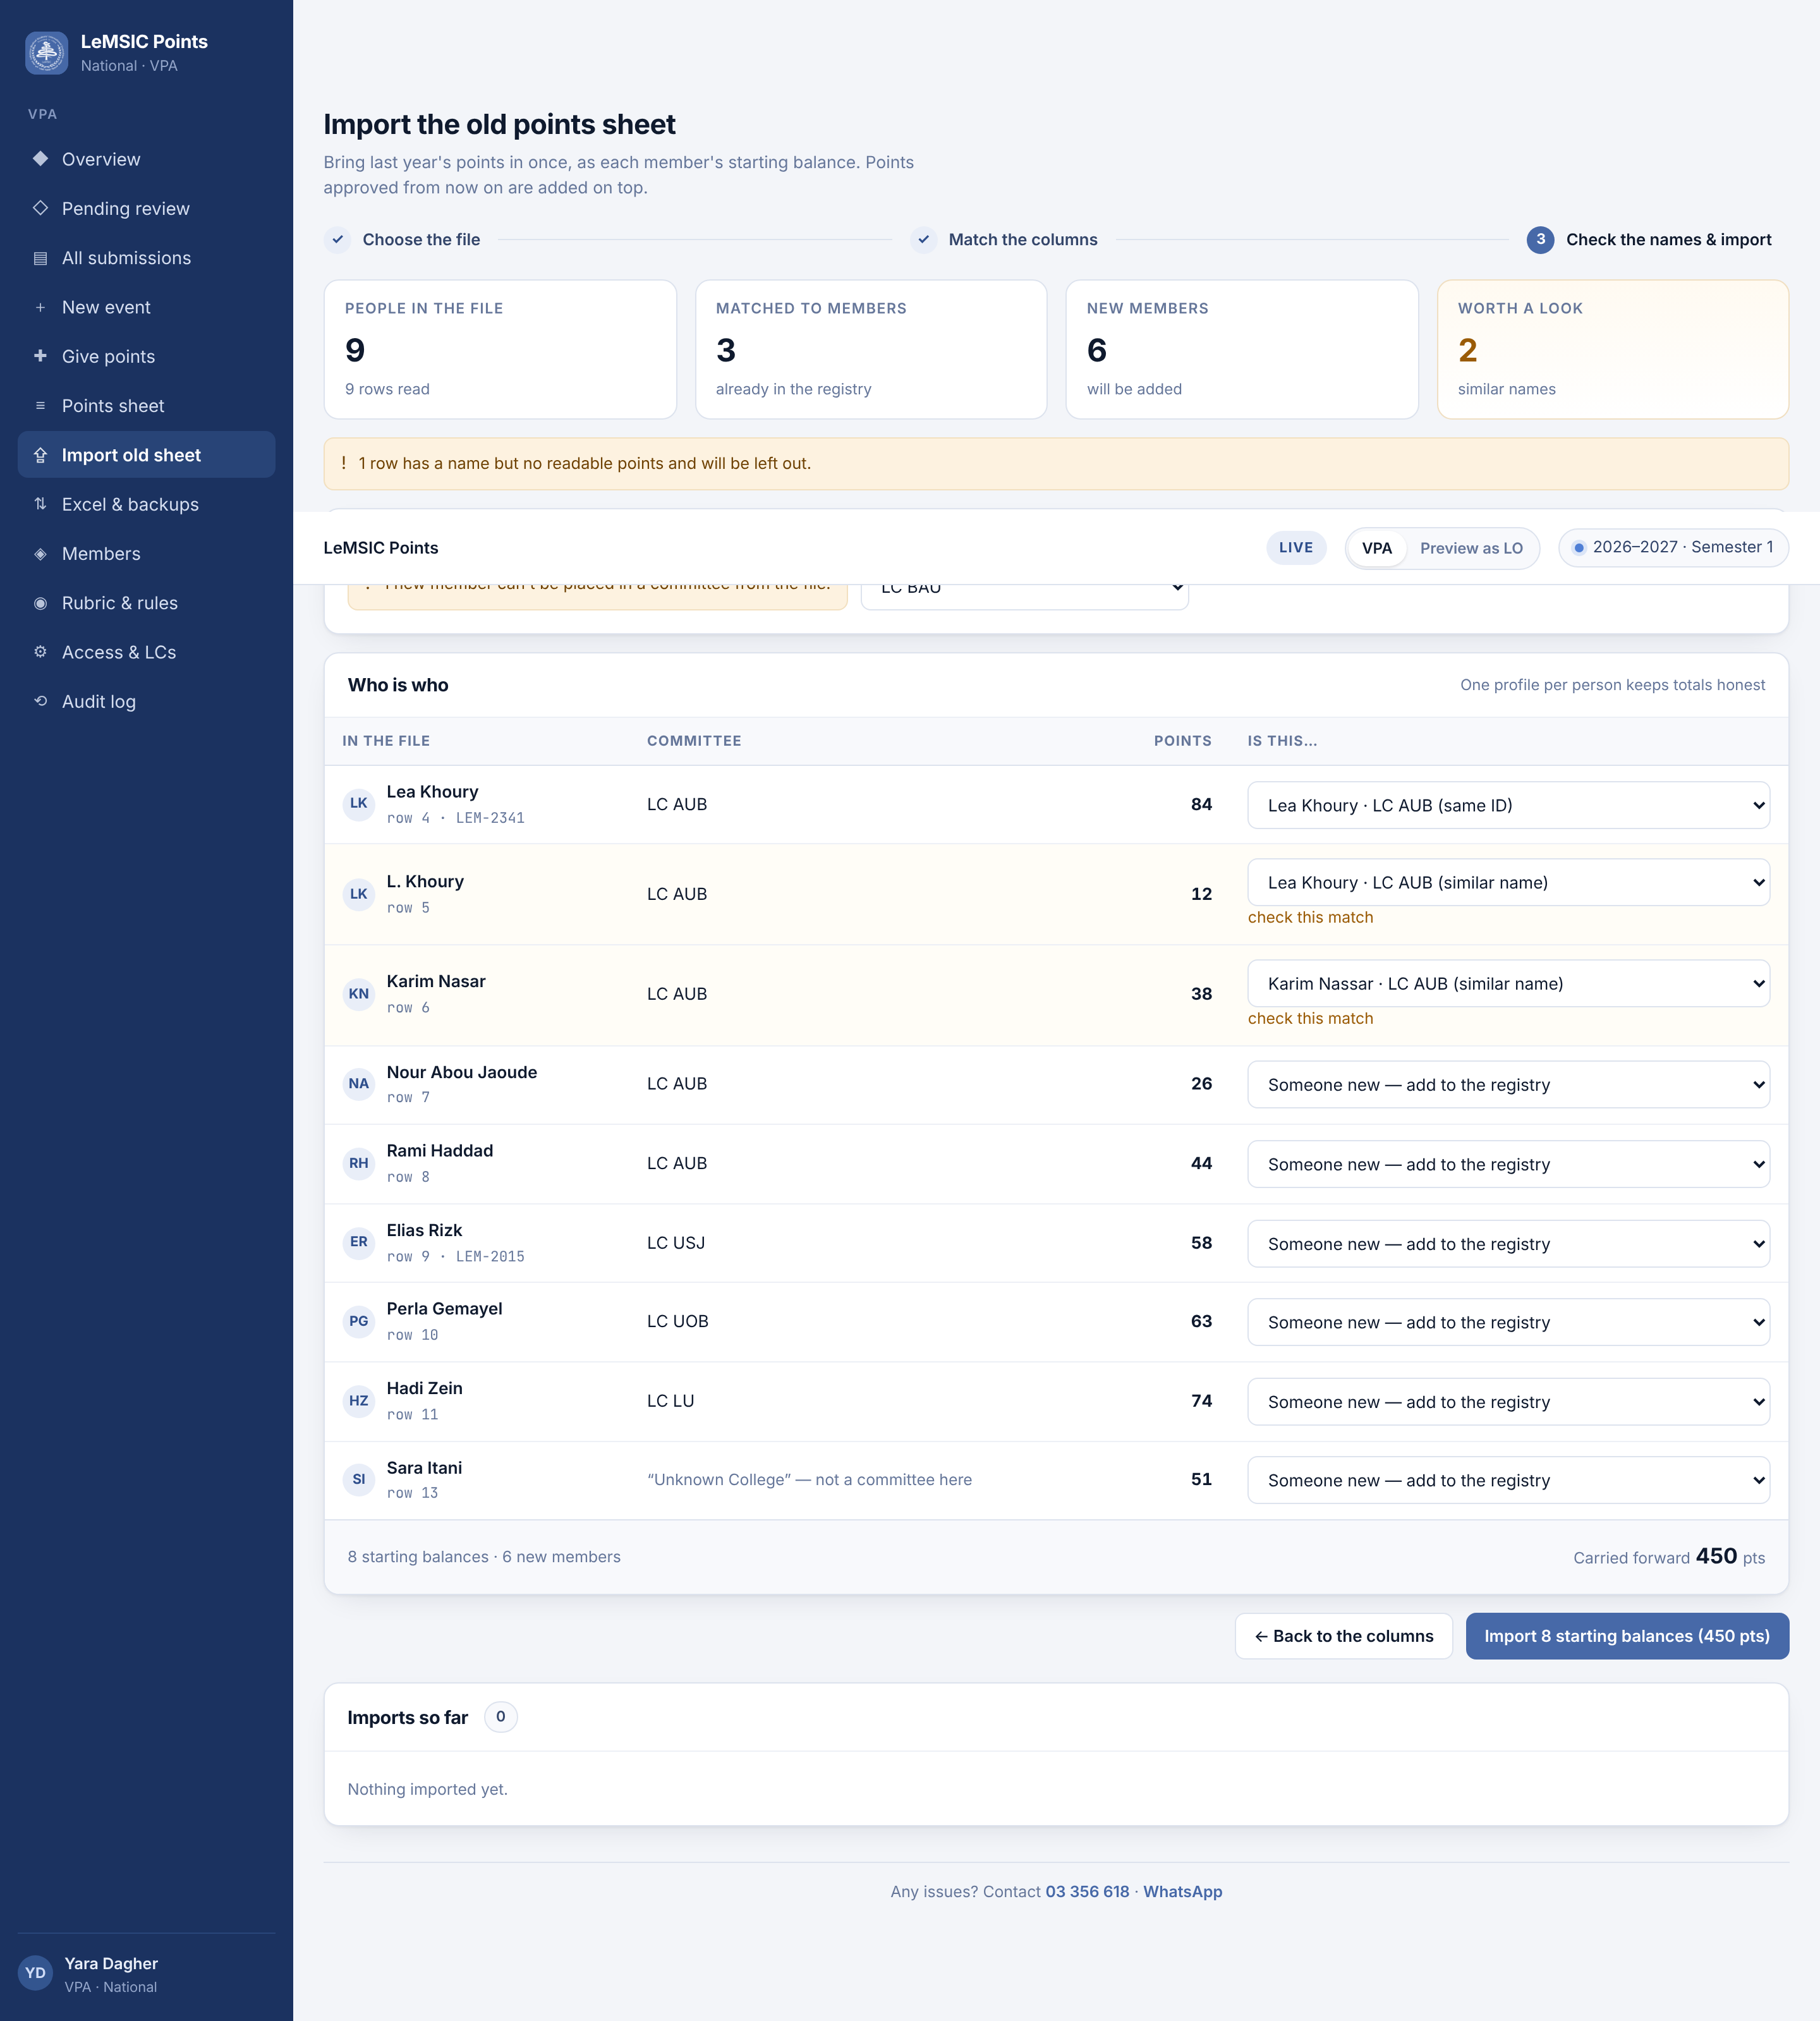 LeMSIC Points
National · VPA
VPA
Overview
Pending review
All submissions
New event
Give points
Points sheet
Import old sheet
Excel & backups
Members
Rubric & rules
Access & LCs
Audit log
YD
Yara Dagher
VPA · National
Import the old points sheet
Bring last year's points in once, as each member's starting balance. Points
approved from now on are added on top.
Choose the file
Match the columns
3 Check the names & import
PEOPLE IN THE FILE
9
9 rows read
MATCHED TO MEMBERS
3
already in the registry
NEW MEMBERS
6
will be added
WORTH A LOOK
2
similar names
! 1 row has a name but no readable points and will be left out.
LeMSIC Points
LIVE
VPA
Preview as LO
2026–2027 · Semester 1
1 new member can't be placed in a committee from the file.
LC BAU
Who is who
One profile per person keeps totals honest
IN THE FILE COMMITTEE POINTS IS THIS…
LK Lea Khoury
row 4 · LEM-2341
LC AUB
84
Lea Khoury · LC AUB (same ID)
LK L. Khoury
row 5
LC AUB
12
Lea Khoury · LC AUB (similar name)
check this match
KN Karim Nasar
row 6
LC AUB
38
Karim Nassar · LC AUB (similar name)
check this match
NA Nour Abou Jaoude
row 7
LC AUB
26
Someone new — add to the registry
RH Rami Haddad
row 8
LC AUB
44
Someone new — add to the registry
ER Elias Rizk
row 9 · LEM-2015
LC USJ
58
Someone new — add to the registry
PG Perla Gemayel
row 10
LC UOB
63
Someone new — add to the registry
HZ Hadi Zein
row 11
LC LU
74
Someone new — add to the registry
SI Sara Itani
row 13
“Unknown College” — not a committee here
51
Someone new — add to the registry
8 starting balances · 6 new members
Carried forward 450 pts
← Back to the columns
Import 8 starting balances (450 pts)
Imports so far 0
Nothing imported yet.
Any issues? Contact 03 356 618 · WhatsApp